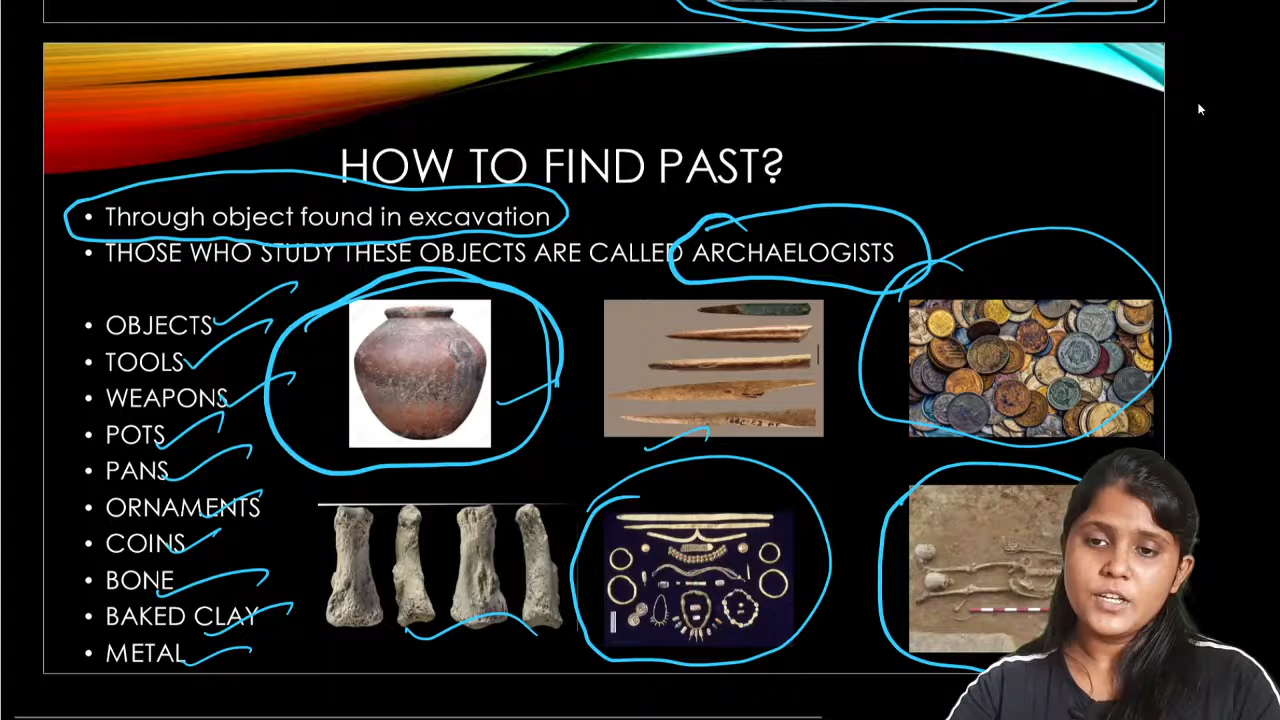 HOW TO FIND PAST?
• Through object found in excavation
• THOSE WHO STUDY THESE OBJECTS ARE CALLED ARCHAELOGISTS
• OBJECTS
• TOOLS
• WEAPONS
• POTS
• PANS
• ORNAMENTS
• COINS
• BONE
• BAKED CLAY
• METAL